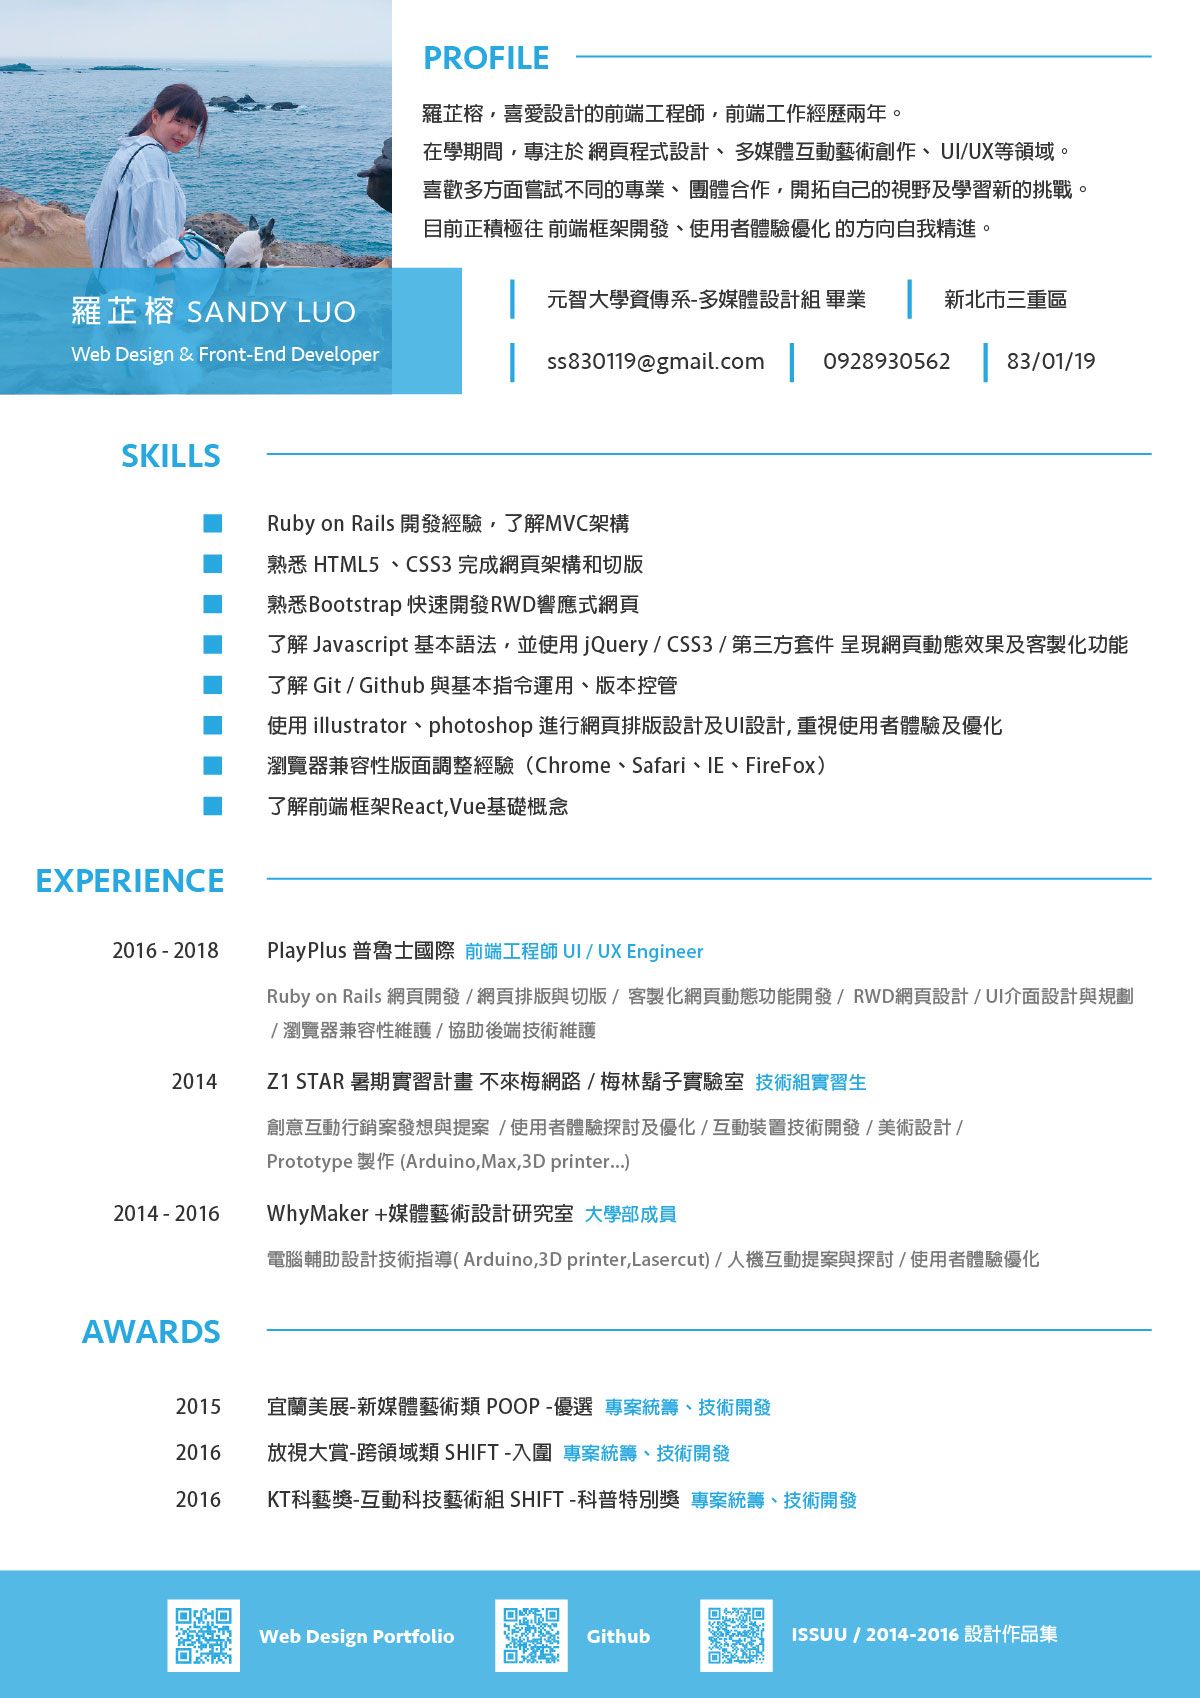 PROFILE
羅芷榕，喜愛設計的前端工程師，前端工作經歷兩年。
在學期間，專注於 網頁程式設計、 多媒體互動藝術創作、 UI/UX等領域。
喜歡多方面嘗試不同的專業、 團體合作，開拓自己的視野及學習新的挑戰。
目前正積極往 前端框架開發、使用者體驗優化 的方向自我精進。
羅芷榕 SANDY LUO
Web Design & Front-End Developer
元智大學資傳系-多媒體設計組 畢業
新北市三重區
ss830119@gmail.com
0928930562
83/01/19
SKILLS
Ruby on Rails 開發經驗，了解MVC架構
熟悉 HTML5 、CSS3 完成網頁架構和切版
熟悉Bootstrap 快速開發RWD響應式網頁
了解 Javascript 基本語法，並使用 jQuery / CSS3 / 第三方套件 呈現網頁動態效果及客製化功能
了解 Git / Github 與基本指令運用、版本控管
使用 illustrator、photoshop 進行網頁排版設計及UI設計, 重視使用者體驗及優化
瀏覽器兼容性版面調整經驗（Chrome、Safari、IE、FireFox）
了解前端框架React,Vue基礎概念
EXPERIENCE
2016 - 2018 PlayPlus 普魯士國際 前端工程師 UI / UX Engineer
Ruby on Rails 網頁開發 / 網頁排版與切版 / 客製化網頁動態功能開發 / RWD網頁設計 / UI介面設計與規劃
/ 瀏覽器兼容性維護 / 協助後端技術維護
2014 Z1 STAR 暑期實習計畫 不來梅網路 / 梅林鬍子實驗室 技術組實習生
創意互動行銷案發想與提案 / 使用者體驗探討及優化 / 互動裝置技術開發 / 美術設計 /
Prototype 製作 (Arduino,Max,3D printer...)
2014 - 2016 WhyMaker +媒體藝術設計研究室 大學部成員
電腦輔助設計技術指導( Arduino,3D printer,Lasercut) / 人機互動提案與探討 / 使用者體驗優化
AWARDS
2015 宜蘭美展-新媒體藝術類 POOP -優選 專案統籌、技術開發
2016 放視大賞-跨領域類 SHIFT -入圍 專案統籌、技術開發
2016 KT科藝獎-互動科技藝術組 SHIFT -科普特別獎 專案統籌、技術開發
Web Design Portfolio
Github
ISSUU / 2014-2016 設計作品集